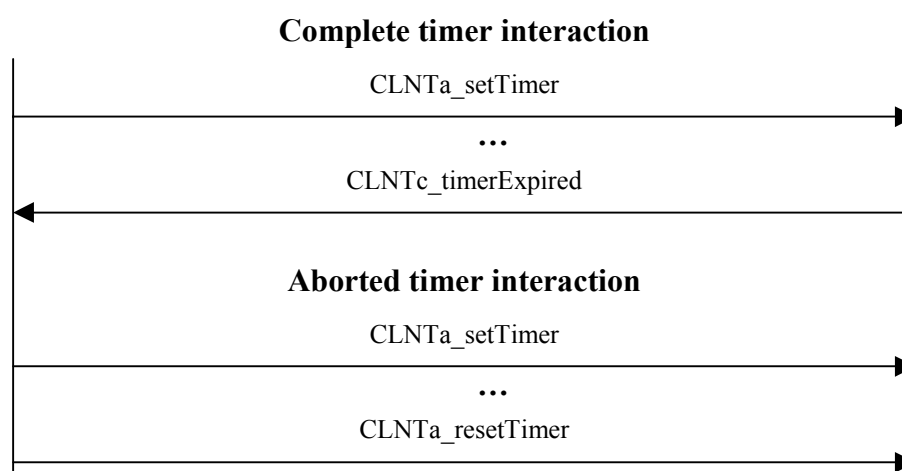 Complete timer interaction
CLNTa_setTimer
...
CLNTc_timerExpired
Aborted timer interaction
CLNTa_setTimer
...
CLNTa_resetTimer